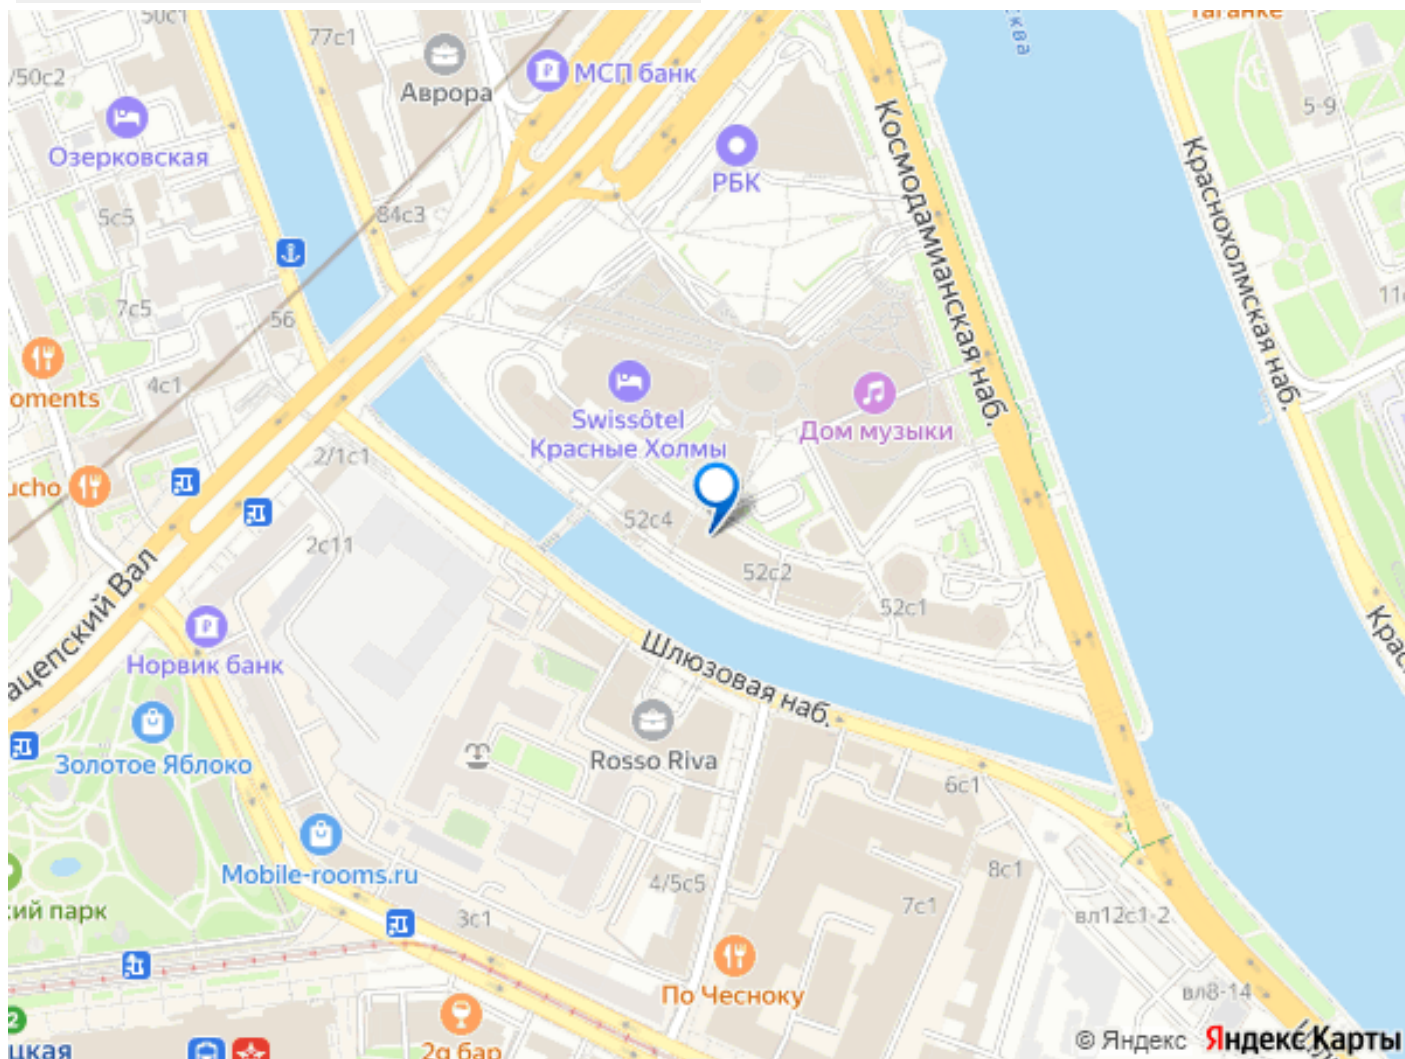 50с1
Таганке
77с1
/50с2
МСП банк
Аврора
5-9
Озерковская
РБК
5с5
84с3
Космодамианская наб.
Краснохолмская наб.
7с5
56
4с1
oments
Swissôtel
Красные Холмы
Дом музыки
2/1с1
ucho
52с4
2с11
52с2
52с1
ацепский Вал
Норвик банк
Шлюзовая наб.
Крас
Золотое Яблоко
Rosso Riva
6с1
Mobile-rooms.ru
4/5с5
8с1
7с1
кий парк
3с1
вл12с1-2
По Чесноку
вл8-14
2
цкая
2q бар
© Яндекс Яндекс Карты